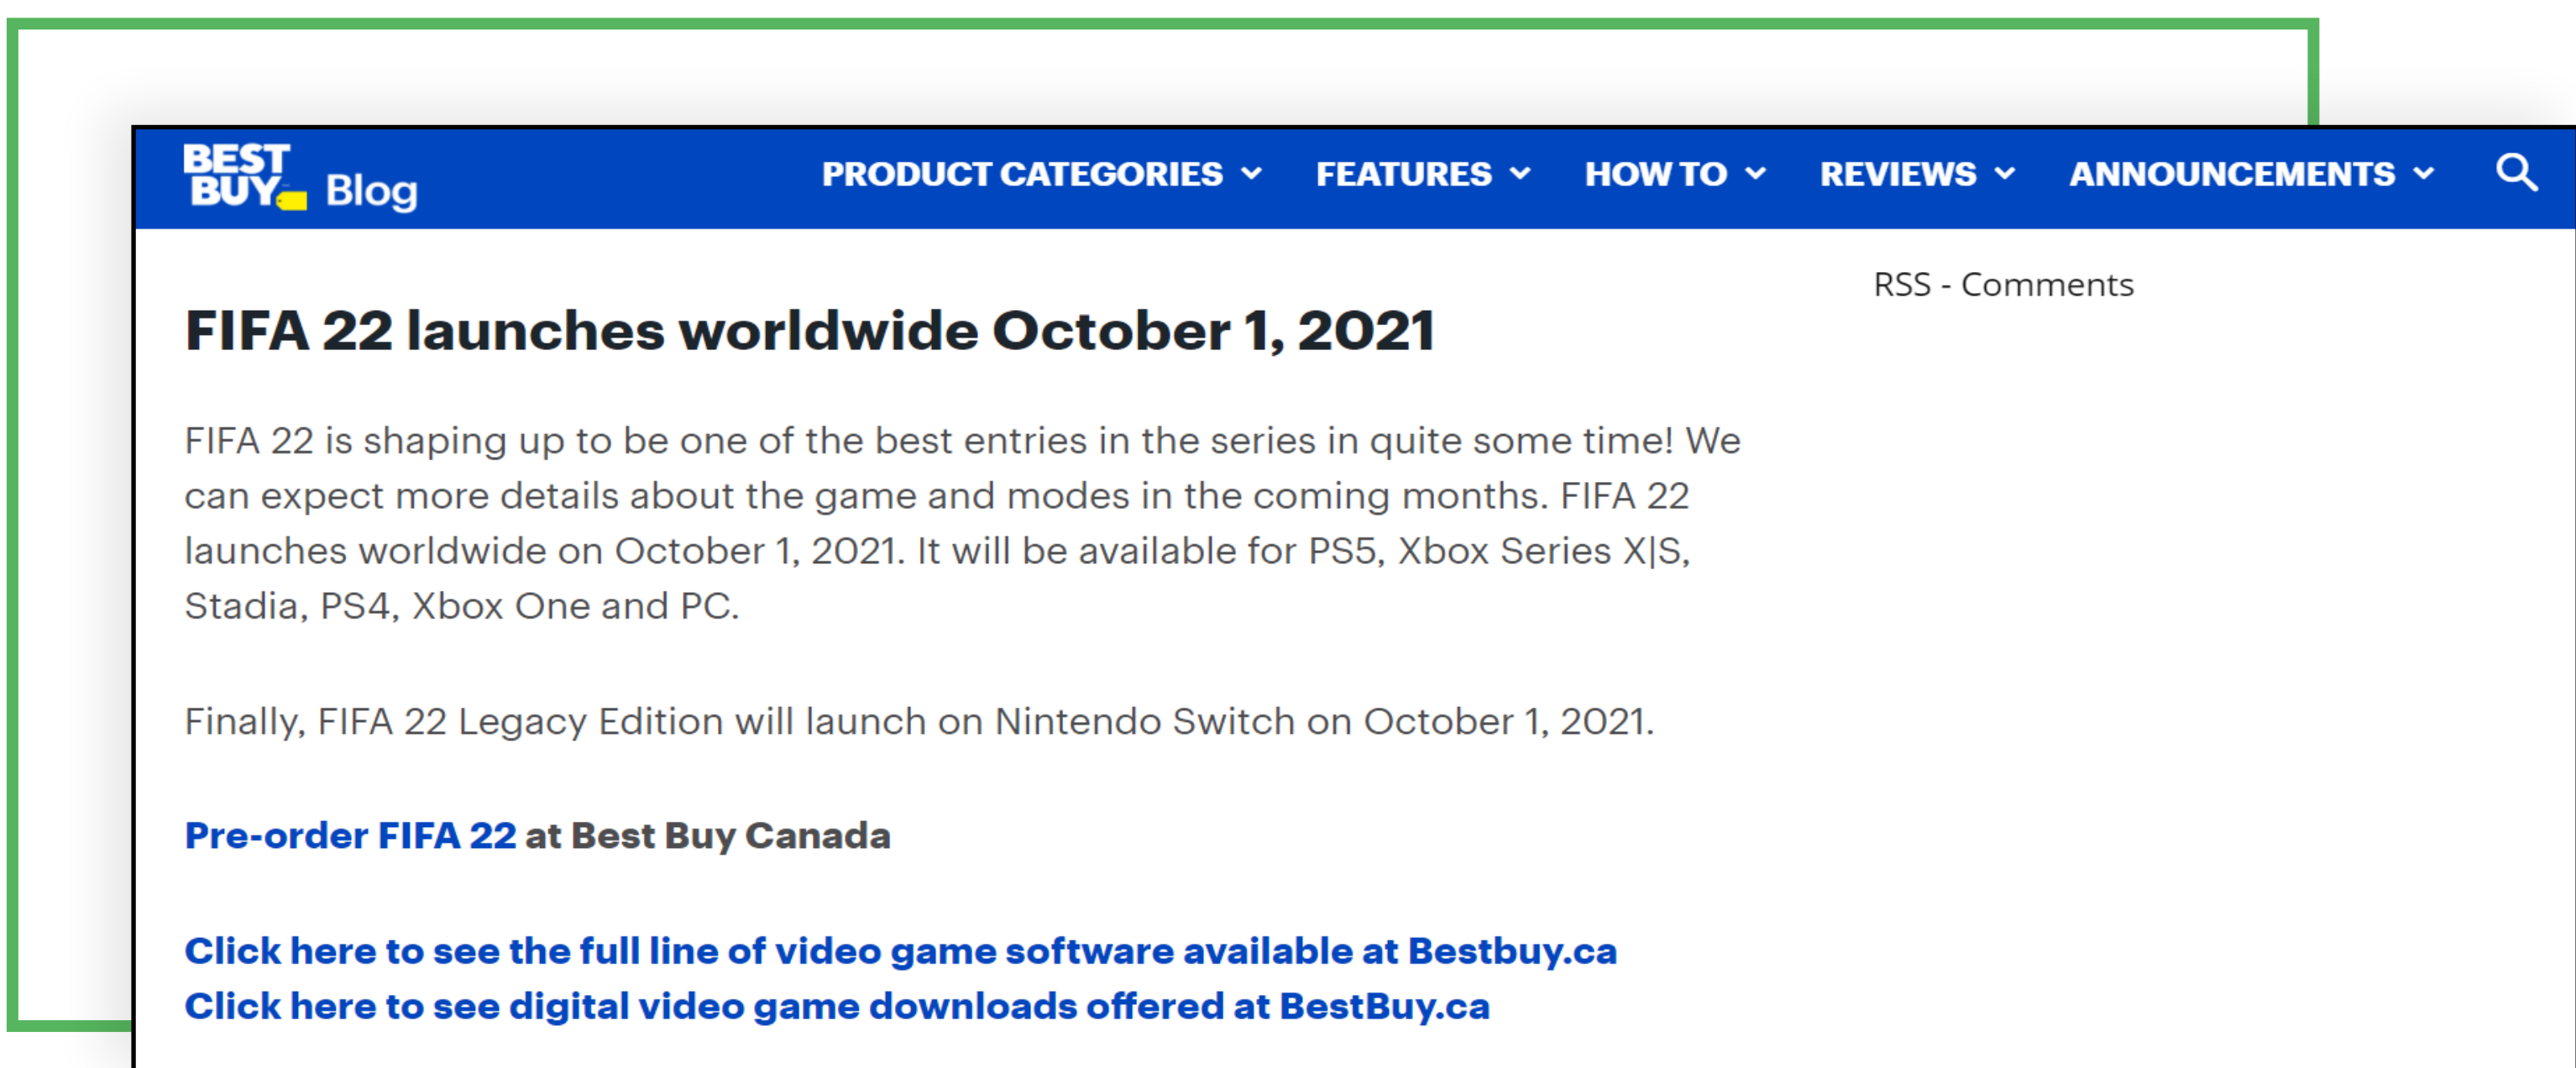 BEST
BUY Blog
PRODUCT CATEGORIES FEATURES HOW TO REVIEWS ANNOUNCEMENTS
RSS - Comments
FIFA 22 launches worldwide October 1, 2021
FIFA 22 is shaping up to be one of the best entries in the series in quite some time! We
can expect more details about the game and modes in the coming months. FIFA 22
launches worldwide on October 1, 2021. It will be available for PS5, Xbox Series X|S,
Stadia, PS4, Xbox One and PC.
Finally, FIFA 22 Legacy Edition will launch on Nintendo Switch on October 1, 2021.
Pre-order FIFA 22 at Best Buy Canada
Click here to see the full line of video game software available at Bestbuy.ca
Click here to see digital video game downloads offered at BestBuy.ca